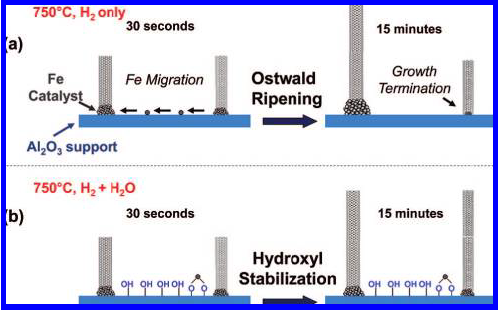 750°C, H₂ only
(a)
30 seconds
15 minutes
Fe
Catalyst
Fe Migration
Ostwald
Ripening
Growth
Termination
Al₂O₃ support
750°C, H₂ + H₂O
(b)
30 seconds
15 minutes
Hydroxyl
Stabilization
OH OH OH OH O O
OH OH OH OH O O